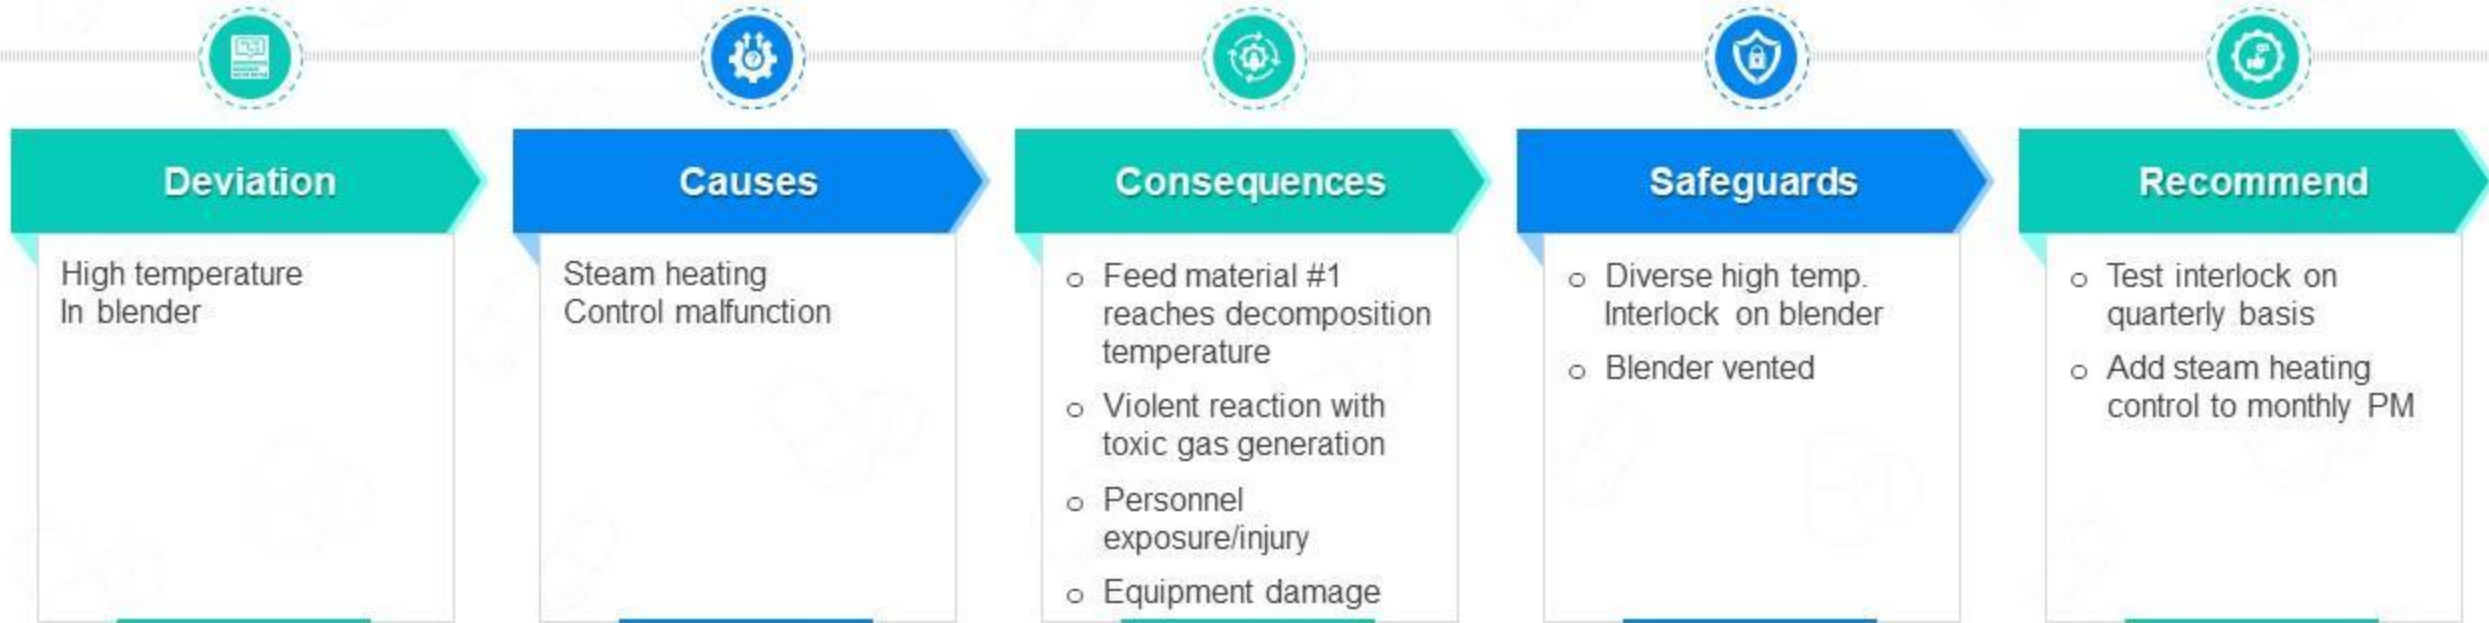 Deviation
High temperature
In blender
Causes
Steam heating
Control malfunction
Consequences
o Feed material #1
reaches decomposition
temperature
o Violent reaction with
toxic gas generation
o Personnel
exposure/injury
o Equipment damage
Safeguards
o Diverse high temp.
Interlock on blender
o Blender vented
Recommend
o Test interlock on
quarterly basis
o Add steam heating
control to monthly PM